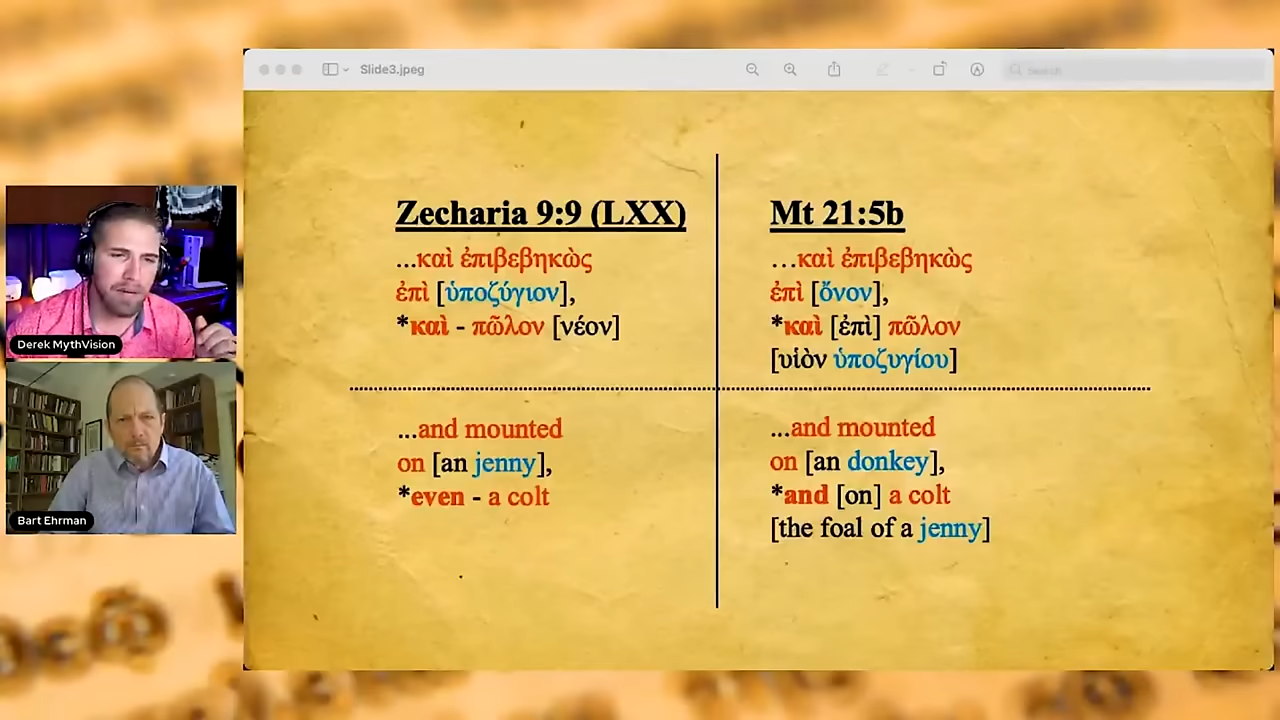 Slide3.jpeg
Search
Zecharia 9:9 (LXX)
...καὶ ἐπιβεβηκὼς
ἐπὶ [ὑποζύγιον],
*καὶ - πῶλον [νέον]
...and mounted
on [an jenny],
*even - a colt
Mt 21:5b
...καὶ ἐπιβεβηκὼς
ἐπὶ [ὄνον],
*καὶ [ἐπὶ] πῶλον
[υἱὸν ὑποζυγίου]
...and mounted
on [an donkey],
*and [on] a colt
[the foal of a jenny]
Derek MythVision
Bart Ehrman